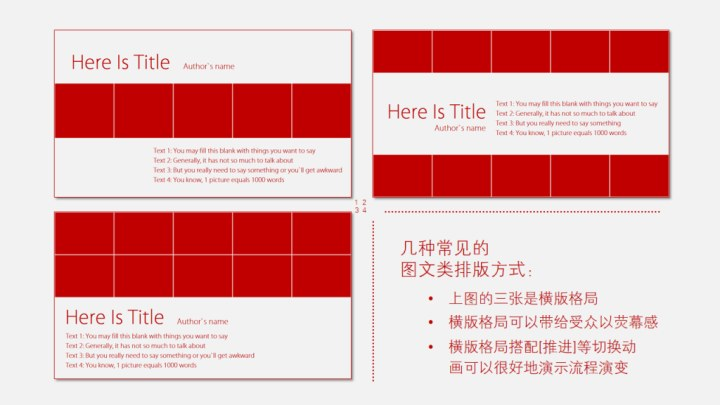 Here Is Title Author`s name
Text 1: You may fill this blank with things you want to say
Text 2: Generally, it has not so much to talk about
Text 3: But you really need to say something or you`ll get awkward
Text 4: You know, 1 picture equals 1000 words
Here Is Title
Author`s name
Text 1: You may fill this blank with things you want to say
Text 2: Generally, it has not so much to talk about
Text 3: But you really need to say something
Text 4: You know, 1 picture equals 1000 words
1 2
3 4
Here Is Title Author`s name
Text 1: You may fill this blank with things you want to say
Text 2: Generally, it has not so much to talk about
Text 3: But you really need to say something or you`ll get awkward
Text 4: You know, 1 picture equals 1000 words
几种常见的
图文类排版方式：
• 上图的三张是横版格局
• 横版格局可以带给受众以荧幕感
• 横版格局搭配[推进]等切换动
画可以很好地演示流程演变